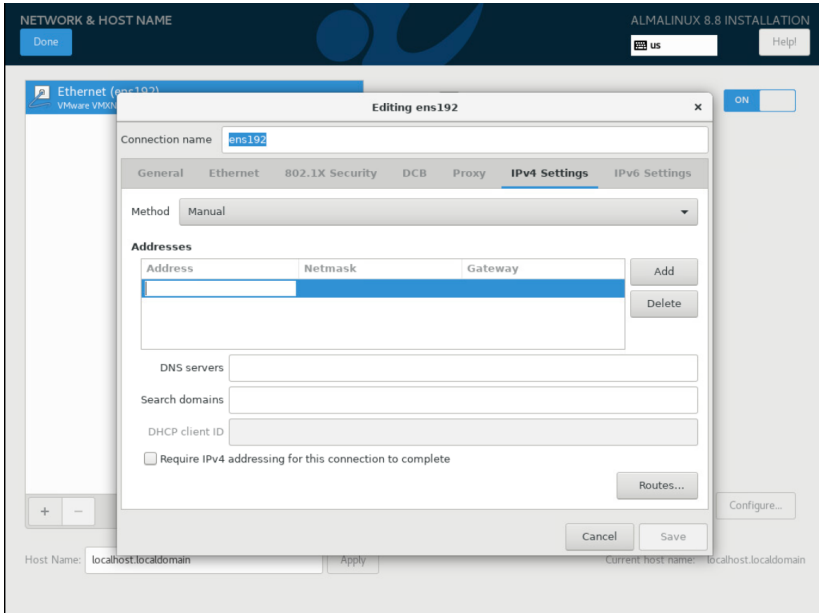 NETWORK & HOST NAME
ALMALINUX 8.8 INSTALLATION
Done
us
Help!
Ethernet (ens192)
VMware VMXN
ON
Editing ens192
×
Connection name ens192
General Ethernet 802.1X Security DCB Proxy IPv4 Settings IPv6 Settings
Method Manual
Addresses
Address Netmask Gateway
Add
Delete
DNS servers
Search domains
DHCP client ID
Require IPv4 addressing for this connection to complete
Routes...
+ −
Configure...
Cancel Save
Host Name: localhost.localdomain Apply Current host name: localhost.localdomain